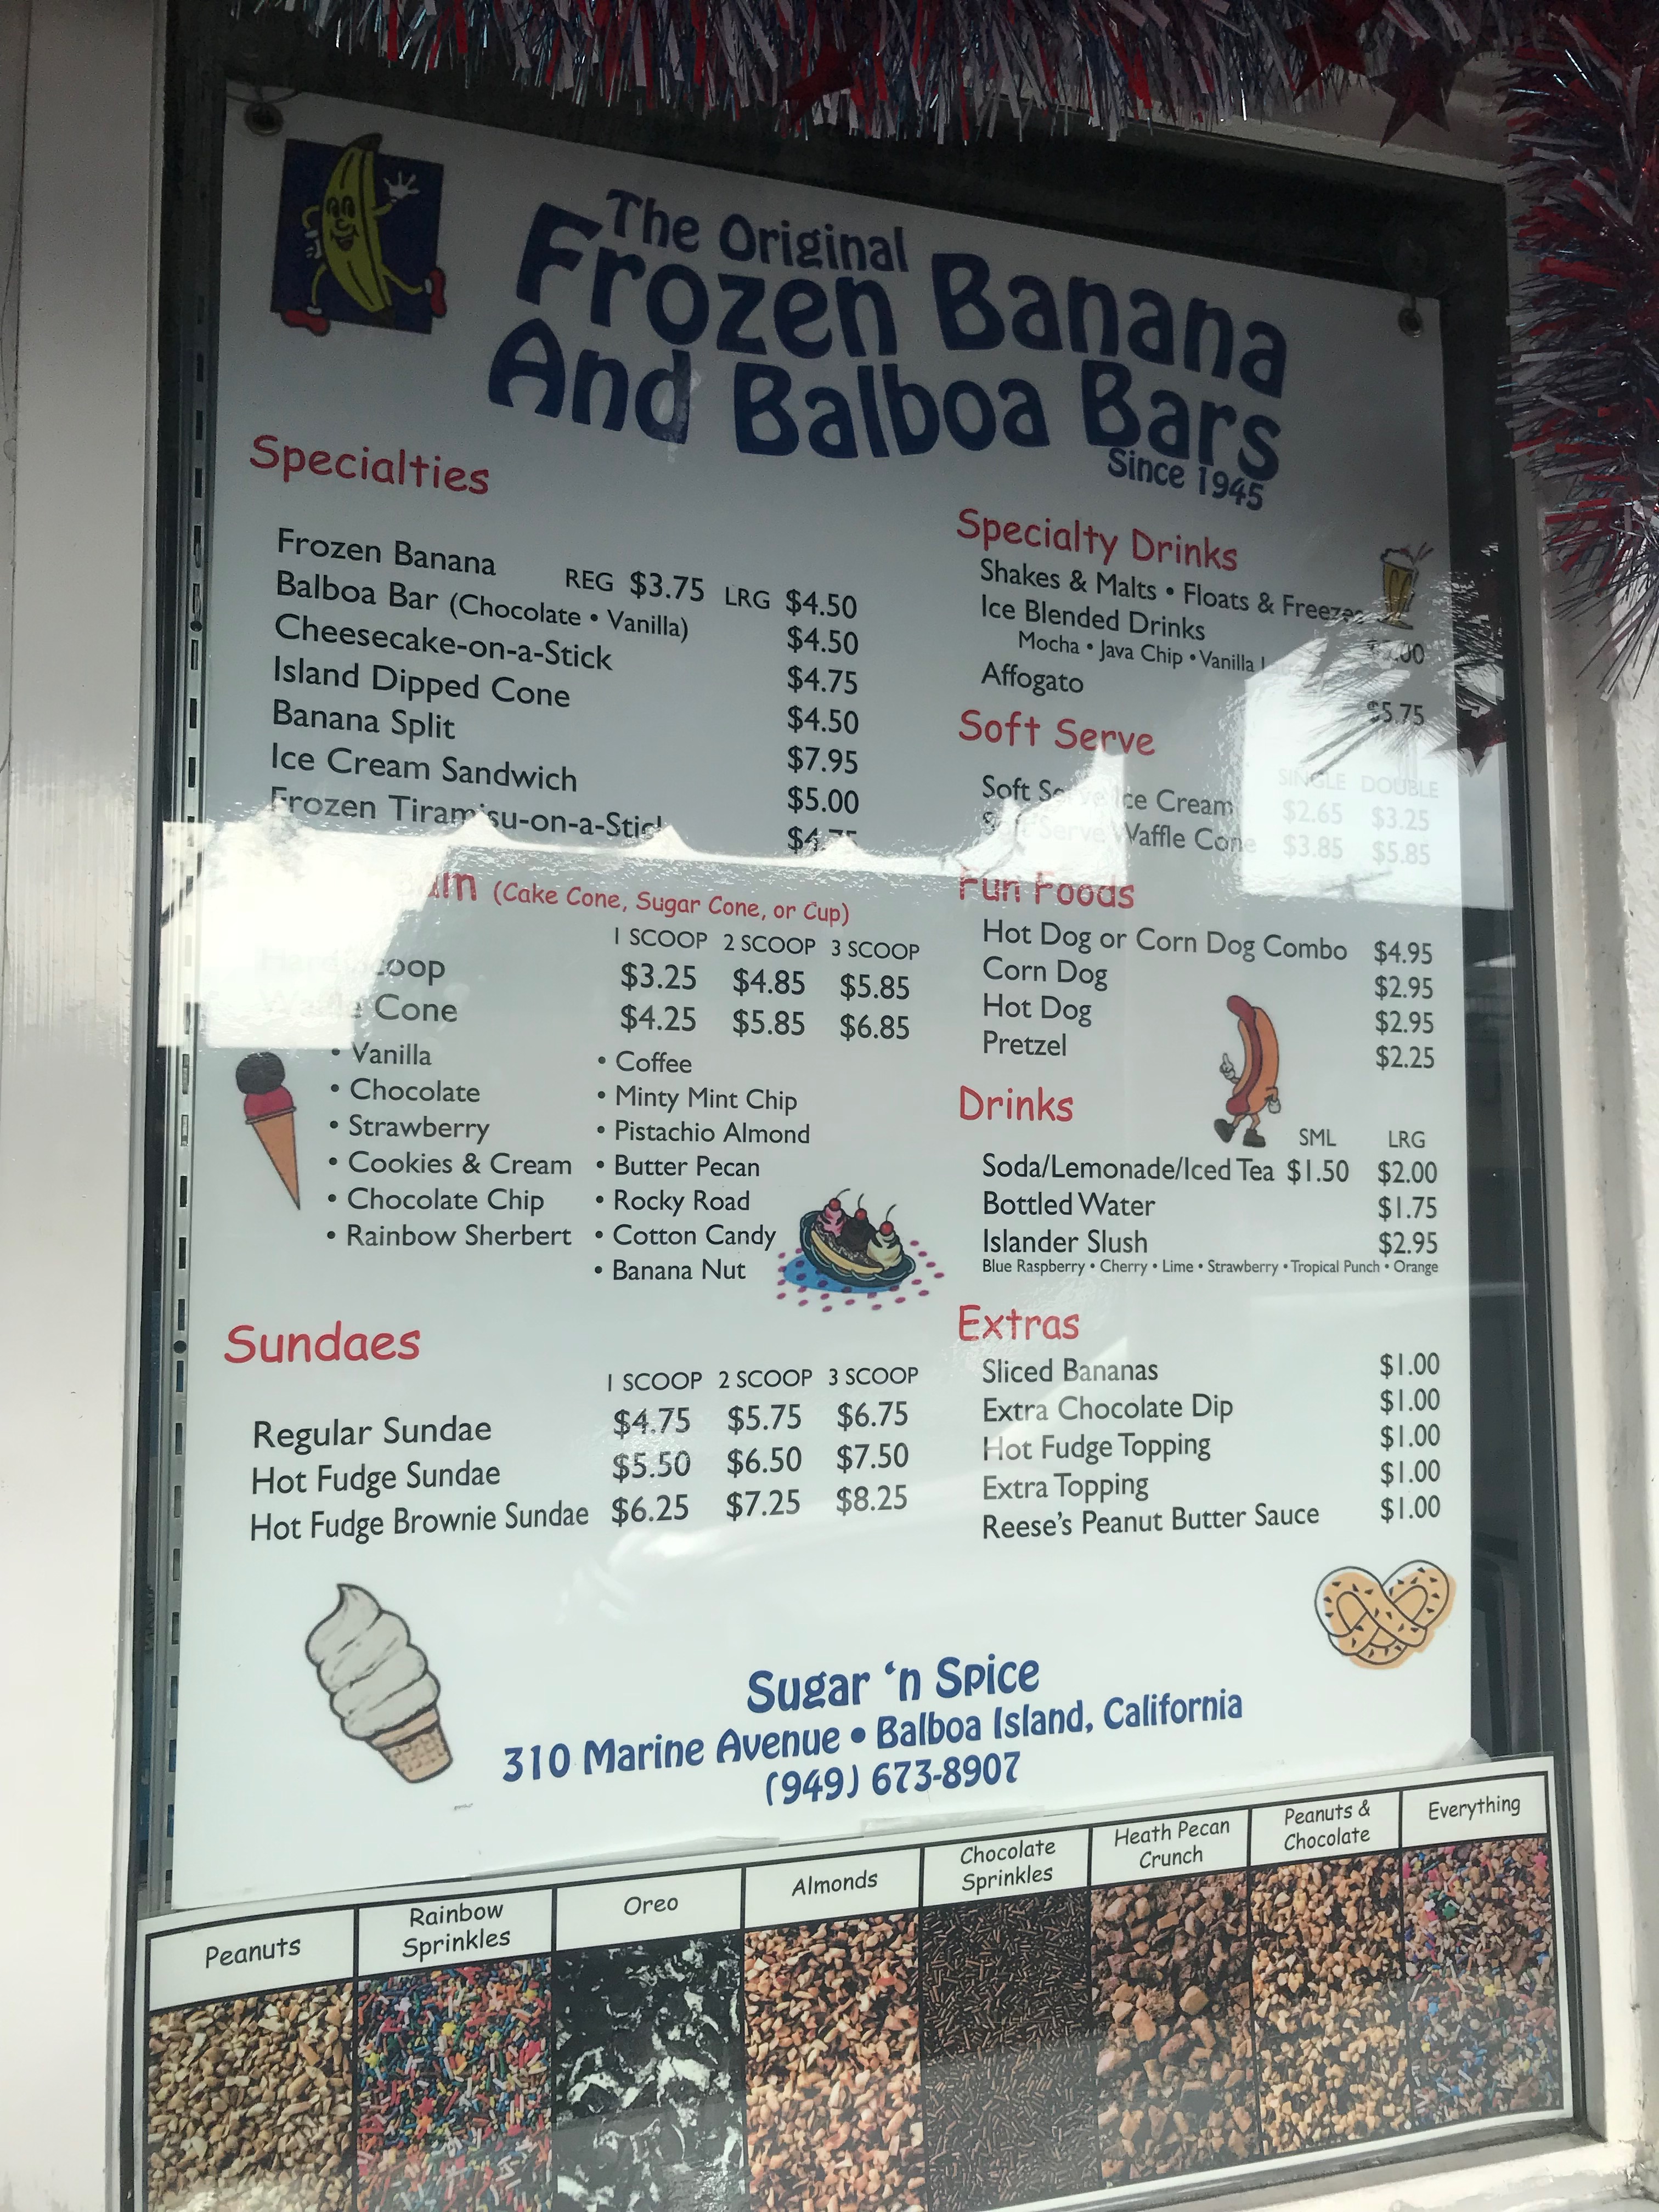 The Original
Frozen Banana
And Balboa Bars
Since 1945
Specialties
Frozen Banana REG $3.75 LRG $4.50
Balboa Bar (Chocolate • Vanilla) $4.50
Cheesecake-on-a-Stick $4.75
Island Dipped Cone $4.50
Banana Split $7.95
Ice Cream Sandwich $5.00
Frozen Tiramisu-on-a-Stick $4.75
(Cake Cone, Sugar Cone, or Cup)
1 SCOOP 2 SCOOP 3 SCOOP
Hard Scoop $3.25 $4.85 $5.85
Waffle Cone $4.25 $5.85 $6.85
• Vanilla
• Chocolate
• Strawberry
• Cookies & Cream
• Chocolate Chip
• Rainbow Sherbert
• Coffee
• Minty Mint Chip
• Pistachio Almond
• Butter Pecan
• Rocky Road
• Cotton Candy
• Banana Nut
Sundaes
1 SCOOP 2 SCOOP 3 SCOOP
Regular Sundae $4.75 $5.75 $6.75
Hot Fudge Sundae $5.50 $6.50 $7.50
Hot Fudge Brownie Sundae $6.25 $7.25 $8.25
Specialty Drinks
Shakes & Malts • Floats & Freezes
Ice Blended Drinks
Mocha • Java Chip • Vanilla
Affogato $5.75
Soft Serve
SINGLE DOUBLE
Soft Serve Ice Cream $2.65 $3.25
Soft Serve Waffle Cone $3.85 $5.85
Fun Foods
Hot Dog or Corn Dog Combo $4.95
Corn Dog $2.95
Hot Dog $2.95
Pretzel $2.25
Drinks
SML LRG
Soda/Lemonade/Iced Tea $1.50 $2.00
Bottled Water $1.75
Islander Slush $2.95
Blue Raspberry • Cherry • Lime • Strawberry • Tropical Punch • Orange
Extras
Sliced Bananas $1.00
Extra Chocolate Dip $1.00
Hot Fudge Topping $1.00
Extra Topping $1.00
Reese's Peanut Butter Sauce $1.00
Sugar 'n Spice
310 Marine Avenue • Balboa Island, California
(949) 673-8907
Peanuts
Rainbow
Sprinkles
Oreo
Almonds
Chocolate
Sprinkles
Heath Pecan
Crunch
Peanuts &
Chocolate
Everything